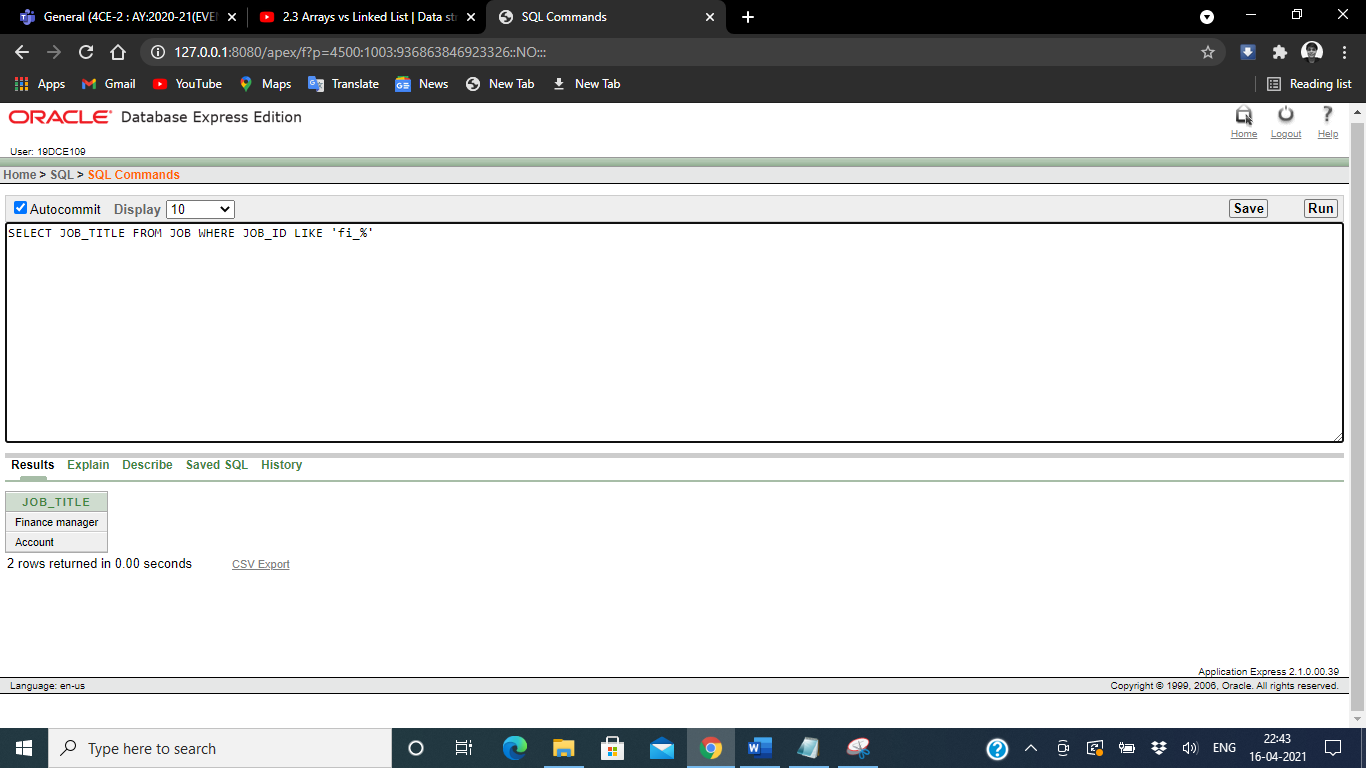 General (4CE-2 : AY:2020-21(EVE
2.3 Arrays vs Linked List | Data str
SQL Commands
127.0.0.1:8080/apex/f?p=4500:1003:936863846923326::NO:::
Apps
Gmail
YouTube
Maps
Translate
News
New Tab
New Tab
Reading list
ORACLE Database Express Edition
Home
Logout
Help
User: 19DCE109
Home > SQL > SQL Commands
Autocommit Display 10
Save
Run
SELECT JOB_TITLE FROM JOB WHERE JOB_ID LIKE 'fi_%'
Results Explain Describe Saved SQL History
JOB_TITLE
Finance manager
Account
2 rows returned in 0.00 seconds
CSV Export
Application Express 2.1.0.00.39
Language: en-us
Copyright © 1999, 2006, Oracle. All rights reserved.
Type here to search
ENG
22:43
16-04-2021